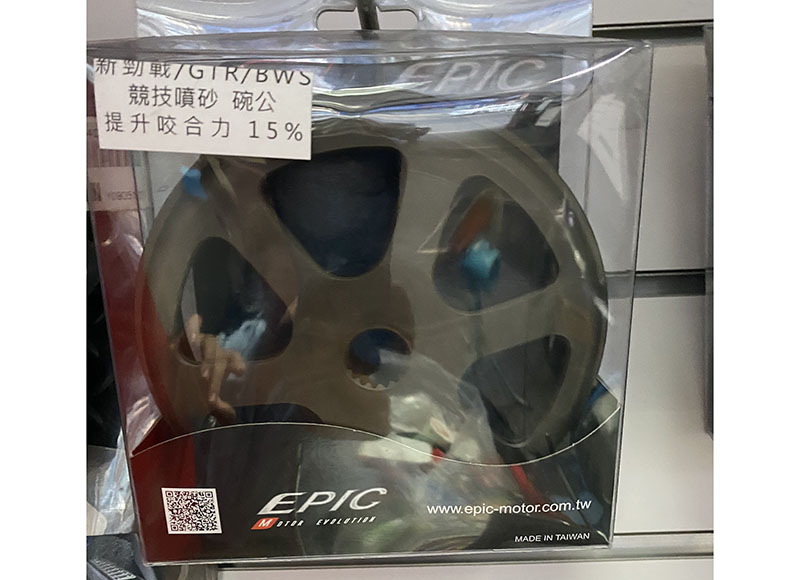 EPIC
新勁戰/GTR/BWS
競技噴砂 碗公
提升咬合力 15%
EPIC
MOTOR EVOLUTION
www.epic-motor.com.tw
MADE IN TAIWAN